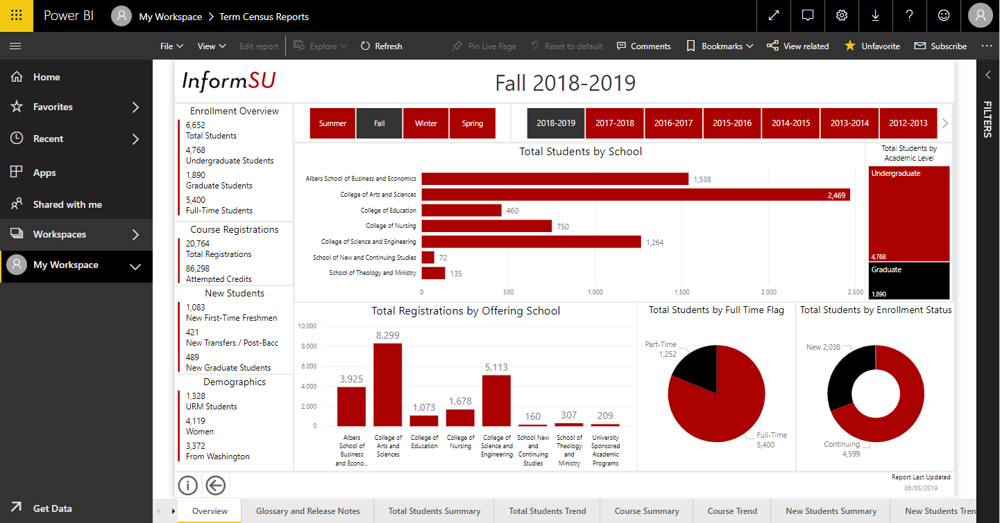 Power BI
My Workspace > Term Census Reports
?
File
View
Edit report
Explore
Refresh
Pin Live Page
Reset to default
Comments
Bookmarks
View related
Unfavorite
Subscribe
Home
Favorites
Recent
Apps
Shared with me
Workspaces
My Workspace
Get Data
InformSU
Fall 2018-2019
Enrollment Overview
6,652
Total Students
4,768
Undergraduate Students
1,890
Graduate Students
5,400
Full-Time Students
Course Registrations
20,764
Total Registrations
86,298
Attempted Credits
New Students
1,083
New First-Time Freshmen
421
New Transfers / Post-Bacc
489
New Graduate Students
Demographics
1,328
URM Students
4,119
Women
3,372
From Washington
Summer
Fall
Winter
Spring
2018-2019
2017-2018
2016-2017
2015-2016
2014-2015
2013-2014
2012-2013
Total Students by School
Albers School of Business and Economics
1,538
College of Arts and Sciences
2,469
College of Education
460
College of Nursing
750
College of Science and Engineering
1,264
School of New and Continuing Studies
72
School of Theology and Ministry
135
0
500
1,000
1,500
2,000
2,500
Total Students by
Academic Level
Undergraduate
4,768
Graduate
1,890
Total Registrations by Offering School
10,000
8,000
6,000
4,000
2,000
0
3,925
8,299
1,073
1,678
5,113
160
307
209
Albers
School of
Business
and Econo...
College of
Arts and
Sciences
College of
Education
College of
Nursing
College of
Science and
Engineering
School New
and
Continuing
Studies
School of
Theology
and
Ministry
University
Sponsored
Academic
Programs
Total Students by Full Time Flag
Part-Time
1,252
Full-Time
5,400
Total Students by Enrollment Status
New 2,038
Continuing
4,599
Report Last Updated
06/05/2019
Overview
Glossary and Release Notes
Total Students Summary
Total Students Trend
Course Summary
Course Trend
New Students Summary
New Students Tren
FILTERS